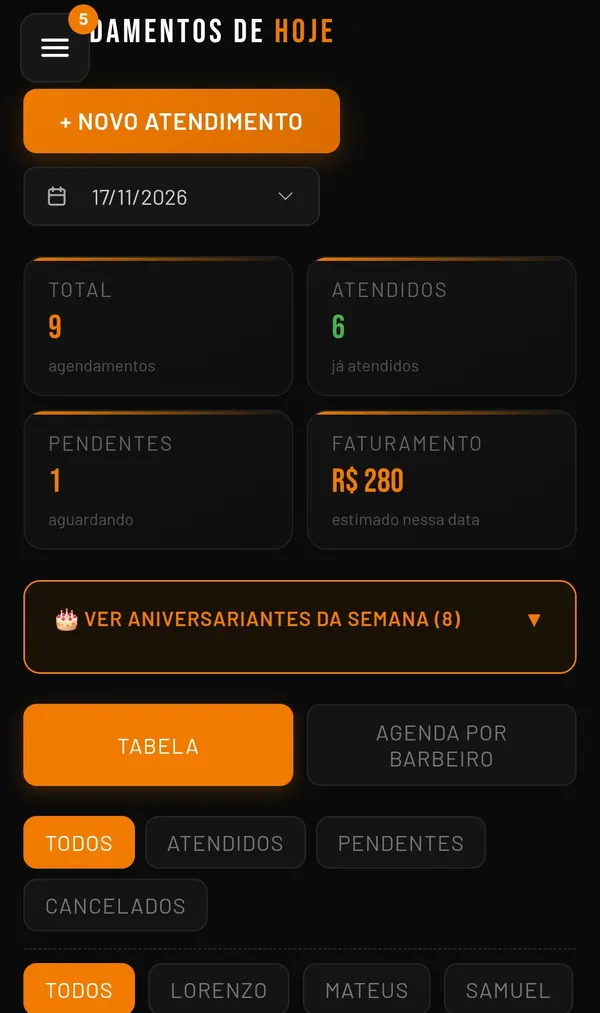 5
DAMENTOS DE HOJE
+ NOVO ATENDIMENTO
17/11/2026
TOTAL
9
agendamentos
ATENDIDOS
6
já atendidos
PENDENTES
1
aguardando
FATURAMENTO
R$ 280
estimado nessa data
VER ANIVERSARIANTES DA SEMANA (8) ▼
TABELA
AGENDA POR
BARBEIRO
TODOS
ATENDIDOS
PENDENTES
CANCELADOS
TODOS
LORENZO
MATEUS
SAMUEL